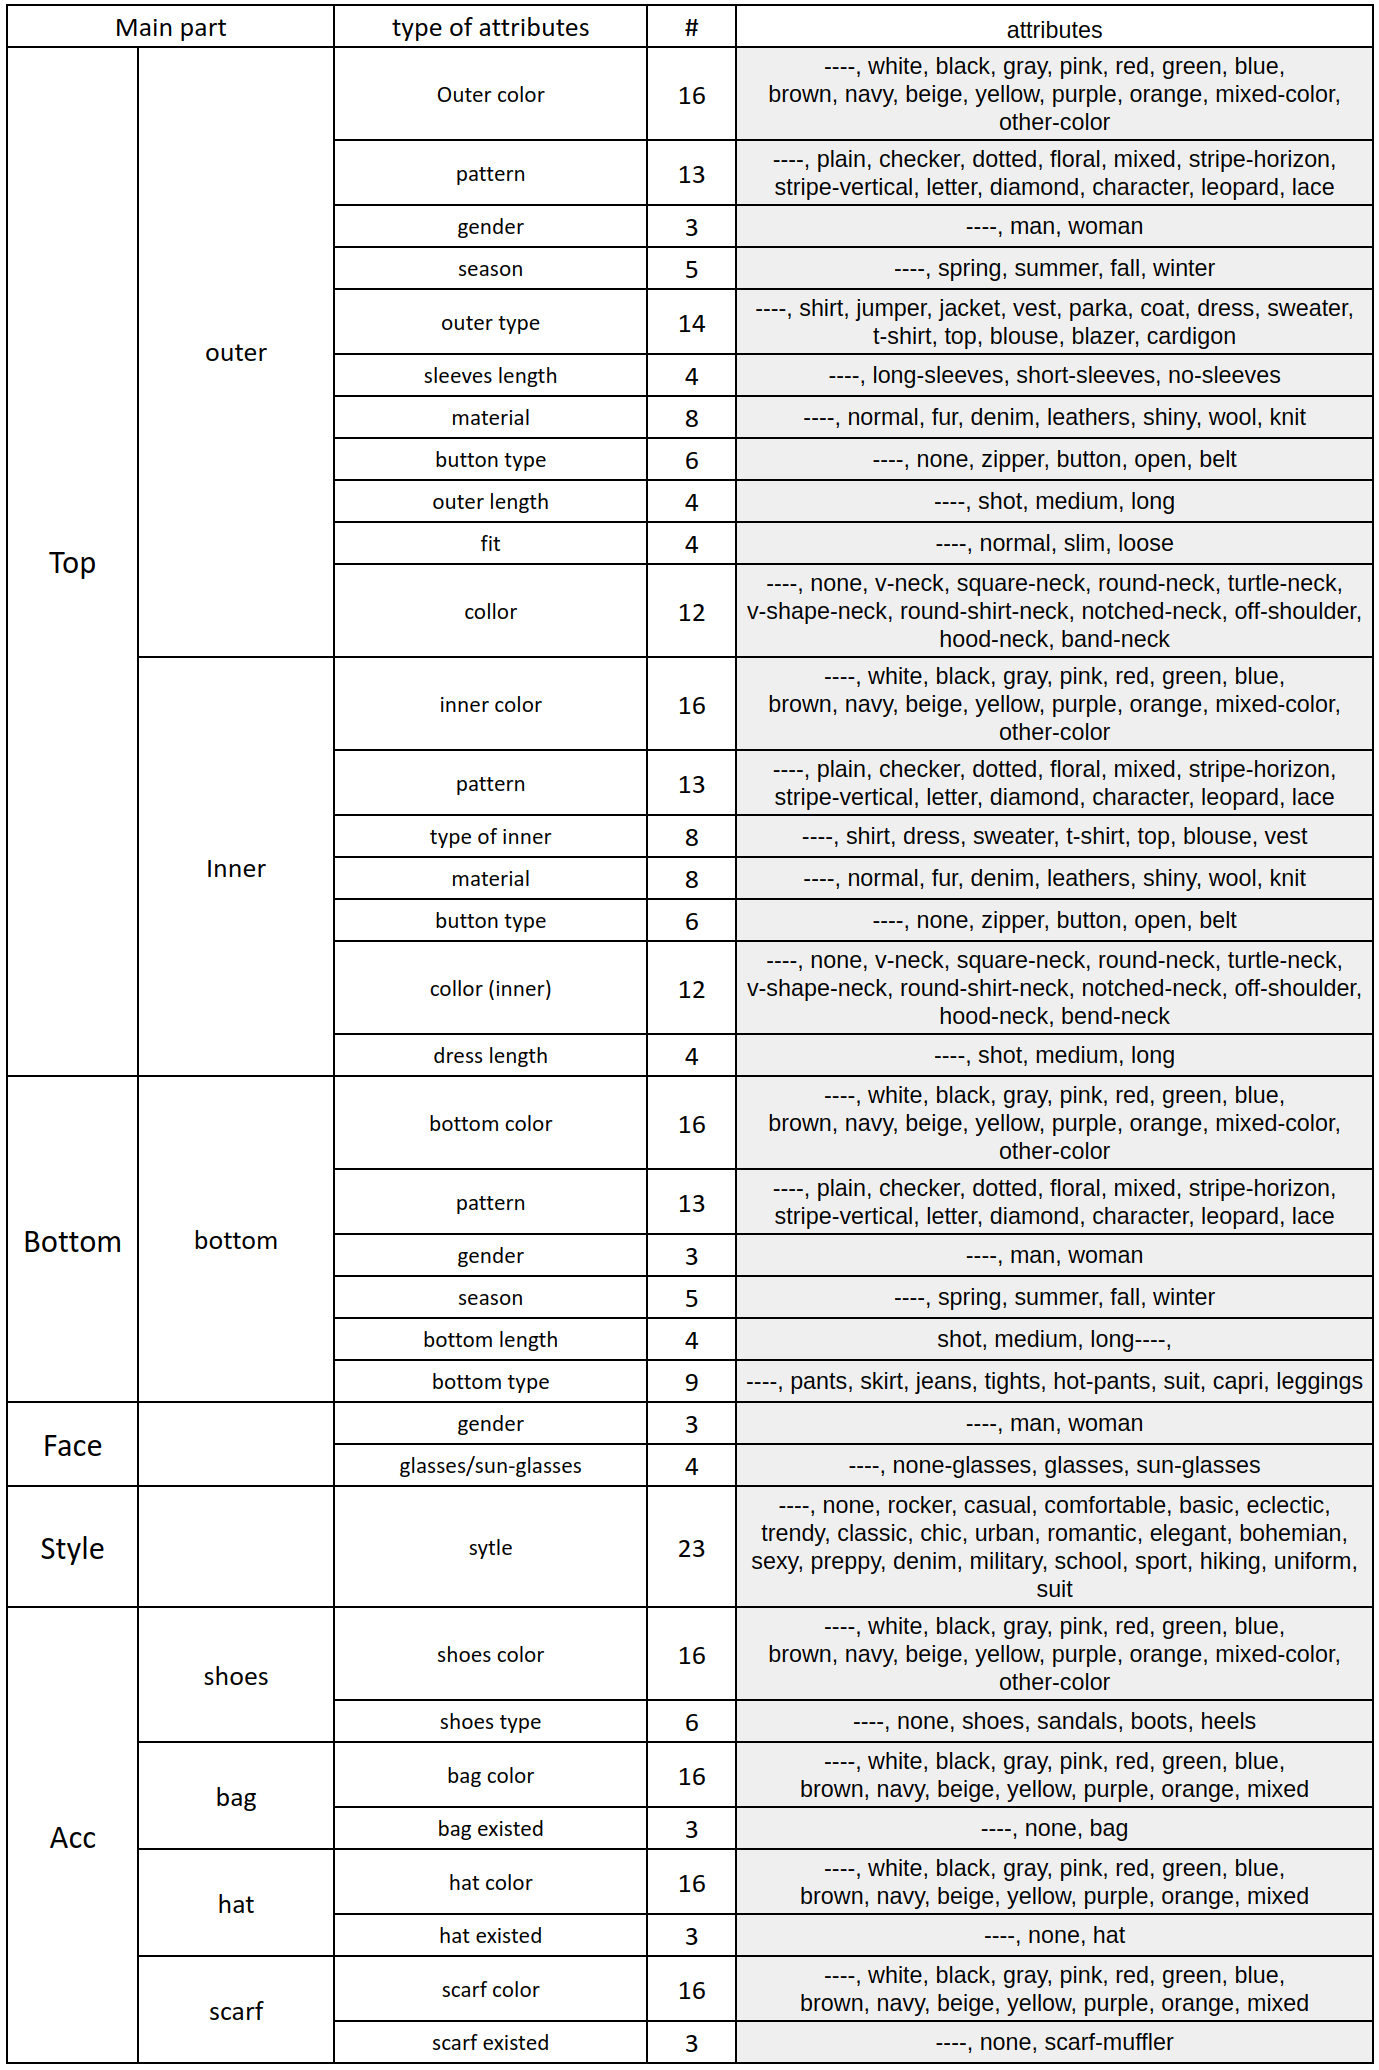 Main part type of attributes # attributes
Top
outer
Outer color 16
----, white, black, gray, pink, red, green, blue,
brown, navy, beige, yellow, purple, orange, mixed-color,
other-color
pattern 13
----, plain, checker, dotted, floral, mixed, stripe-horizon,
stripe-vertical, letter, diamond, character, leopard, lace
gender 3 ----, man, woman
season 5 ----, spring, summer, fall, winter
outer type 14
----, shirt, jumper, jacket, vest, parka, coat, dress, sweater,
t-shirt, top, blouse, blazer, cardigon
sleeves length 4 ----, long-sleeves, short-sleeves, no-sleeves
material 8 ----, normal, fur, denim, leathers, shiny, wool, knit
button type 6 ----, none, zipper, button, open, belt
outer length 4 ----, shot, medium, long
fit 4 ----, normal, slim, loose
collor 12
----, none, v-neck, square-neck, round-neck, turtle-neck,
v-shape-neck, round-shirt-neck, notched-neck, off-shoulder,
hood-neck, band-neck
Inner
inner color 16
----, white, black, gray, pink, red, green, blue,
brown, navy, beige, yellow, purple, orange, mixed-color,
other-color
pattern 13
----, plain, checker, dotted, floral, mixed, stripe-horizon,
stripe-vertical, letter, diamond, character, leopard, lace
type of inner 8 ----, shirt, dress, sweater, t-shirt, top, blouse, vest
material 8 ----, normal, fur, denim, leathers, shiny, wool, knit
button type 6 ----, none, zipper, button, open, belt
collor (inner) 12
----, none, v-neck, square-neck, round-neck, turtle-neck,
v-shape-neck, round-shirt-neck, notched-neck, off-shoulder,
hood-neck, bend-neck
dress length 4 ----, shot, medium, long
Bottom
bottom
bottom color 16
----, white, black, gray, pink, red, green, blue,
brown, navy, beige, yellow, purple, orange, mixed-color,
other-color
pattern 13
----, plain, checker, dotted, floral, mixed, stripe-horizon,
stripe-vertical, letter, diamond, character, leopard, lace
gender 3 ----, man, woman
season 5 ----, spring, summer, fall, winter
bottom length 4 shot, medium, long----,
bottom type 9 ----, pants, skirt, jeans, tights, hot-pants, suit, capri, leggings
Face
gender 3 ----, man, woman
glasses/sun-glasses 4 ----, none-glasses, glasses, sun-glasses
Style
sytle 23
----, none, rocker, casual, comfortable, basic, eclectic,
trendy, classic, chic, urban, romantic, elegant, bohemian,
sexy, preppy, denim, military, school, sport, hiking, uniform,
suit
Acc
shoes
shoes color 16
----, white, black, gray, pink, red, green, blue,
brown, navy, beige, yellow, purple, orange, mixed-color,
other-color
shoes type 6 ----, none, shoes, sandals, boots, heels
bag
bag color 16
----, white, black, gray, pink, red, green, blue,
brown, navy, beige, yellow, purple, orange, mixed
bag existed 3 ----, none, bag
hat
hat color 16
----, white, black, gray, pink, red, green, blue,
brown, navy, beige, yellow, purple, orange, mixed
hat existed 3 ----, none, hat
scarf
scarf color 16
----, white, black, gray, pink, red, green, blue,
brown, navy, beige, yellow, purple, orange, mixed
scarf existed 3 ----, none, scarf-muffler